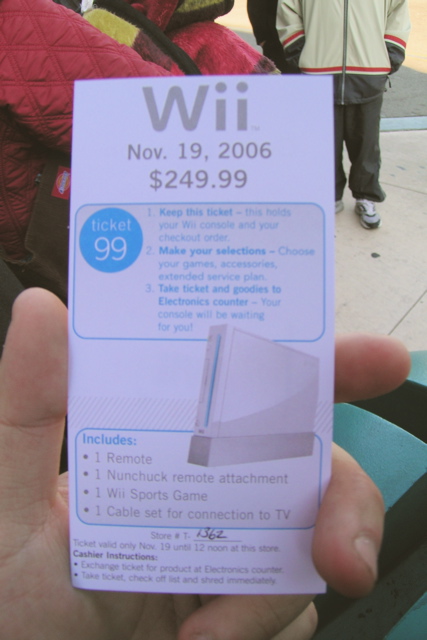 Wii™
Nov. 19, 2006
$249.99
ticket
99
1. Keep this ticket – this holds
your Wii console and your
checkout order.
2. Make your selections – Choose
your games, accessories,
extended service plan.
3. Take ticket and goodies to
Electronics counter – Your
console will be waiting
for you!
Includes:
• 1 Remote
• 1 Nunchuck remote attachment
• 1 Wii Sports Game
• 1 Cable set for connection to TV
Store # T- 1362
Ticket valid only Nov. 19 until 12 noon at this store.
Cashier Instructions:
• Exchange ticket for product at Electronics counter.
• Take ticket, check off list and shred immediately.